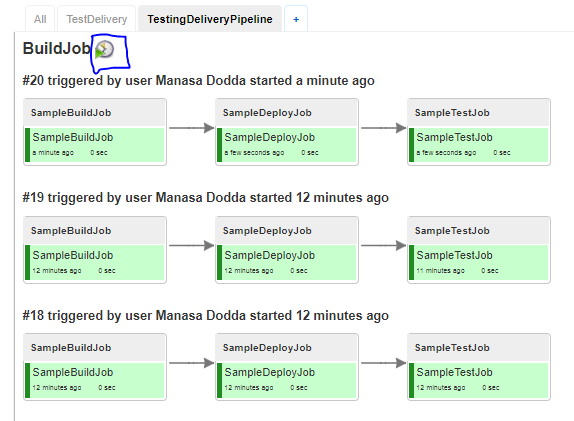 All TestDelivery TestingDeliveryPipeline +
BuildJob
#20 triggered by user Manasa Dodda started a minute ago
SampleBuildJob SampleDeployJob SampleTestJob
SampleBuildJob SampleDeployJob SampleTestJob
a minute ago 0 sec a few seconds ago 0 sec a few seconds ago 0 sec
#19 triggered by user Manasa Dodda started 12 minutes ago
SampleBuildJob SampleDeployJob SampleTestJob
SampleBuildJob SampleDeployJob SampleTestJob
12 minutes ago 0 sec 12 minutes ago 0 sec 11 minutes ago 0 sec
#18 triggered by user Manasa Dodda started 12 minutes ago
SampleBuildJob SampleDeployJob SampleTestJob
SampleBuildJob SampleDeployJob SampleTestJob
12 minutes ago 0 sec 12 minutes ago 0 sec 12 minutes ago 0 sec